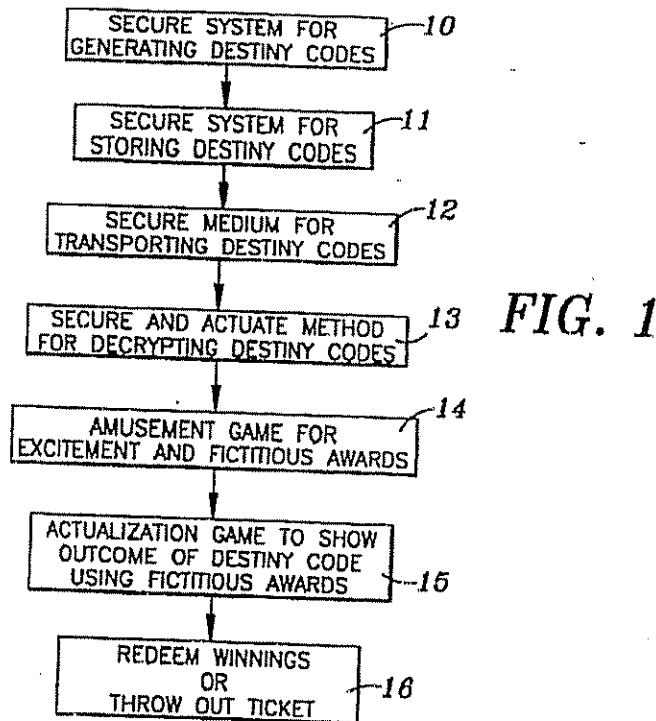 SECURE SYSTEM FOR
GENERATING DESTINY CODES
10
SECURE SYSTEM FOR
STORING DESTINY CODES
11
SECURE MEDIUM FOR
TRANSPORTING DESTINY CODES
12
SECURE AND ACTUATE METHOD
FOR DECRYPTING DESTINY CODES
13
FIG. 1
AMUSEMENT GAME FOR
EXCITEMENT AND FICTITIOUS AWARDS
14
ACTUALIZATION GAME TO SHOW
OUTCOME OF DESTINY CODE
USING FICTITIOUS AWARDS
15
REDEEM WINNINGS
OR
THROW OUT TICKET
16